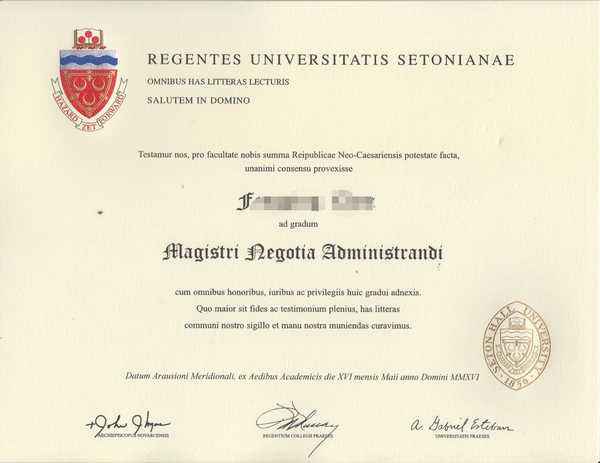 REGENTES UNIVERSITATIS SETONIANAE
OMNIBUS HAS LITTERAS LECTURIS
SALUTEM IN DOMINO
HAZARD ZET FORWARD
Testamur nos, pro facultate nobis summa Reipublicae Neo-Caesariensis potestate facta,
unanimi consensu provexisse
ad gradum
Magistri Negotia Administrandi
cum omnibus honoribus, iuribus ac privilegiis huic gradui adnexis.
Quo maior sit fides ac testimonium plenius, has litteras
communi nostro sigillo et manu nostra muniendas curavimus.
SETON HALL UNIVERSITY
1856
Datum Arausioni Meridionali, ex Aedibus Academicis die XVI mensis Maii anno Domini MMXVI
+John J Myers
A. Gabriel Esteban
ARCHIEPISCOPUS NOVARCENSIS
REGENTIUM COLLEGII PRAESES
UNIVERSITATIS PRAESES